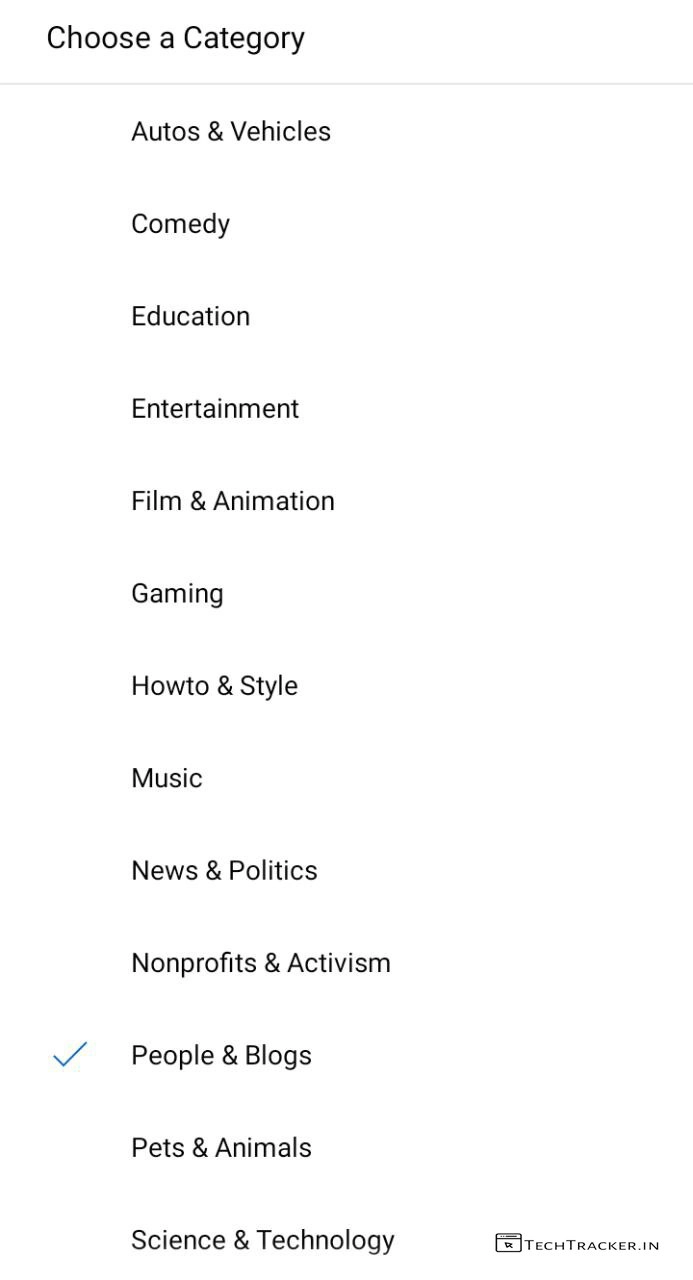 Choose a Category
Autos & Vehicles
Comedy
Education
Entertainment
Film & Animation
Gaming
Howto & Style
Music
News & Politics
Nonprofits & Activism
People & Blogs
Pets & Animals
Science & Technology
TECHTRACKER.IN